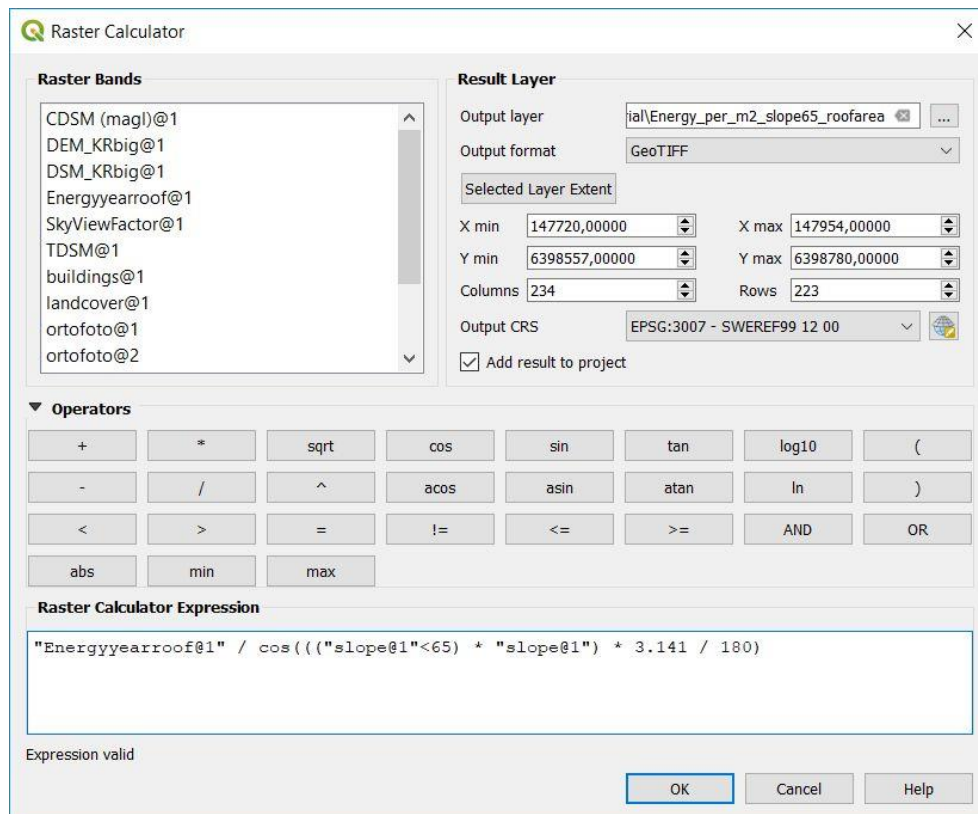 Raster Calculator
Raster Bands
CDSM (magl)@1
DEM_KRbig@1
DSM_KRbig@1
Energyyearroof@1
SkyViewFactor@1
TDSM@1
buildings@1
landcover@1
ortofoto@1
ortofoto@2
Result Layer
Output layer ial\Energy_per_m2_slope65_roofarea ...
Output format GeoTIFF
Selected Layer Extent
X min 147720,00000 X max 147954,00000
Y min 6398557,00000 Y max 6398780,00000
Columns 234 Rows 223
Output CRS EPSG:3007 - SWEREF99 12 00
Add result to project
Operators
+ * sqrt cos sin tan log10 (
- / ^ acos asin atan ln )
< > = != <= >= AND OR
abs min max
Raster Calculator Expression
"Energyyearroof@1" / cos((("slope@1"<65) * "slope@1") * 3.141 / 180)
Expression valid
OK Cancel Help